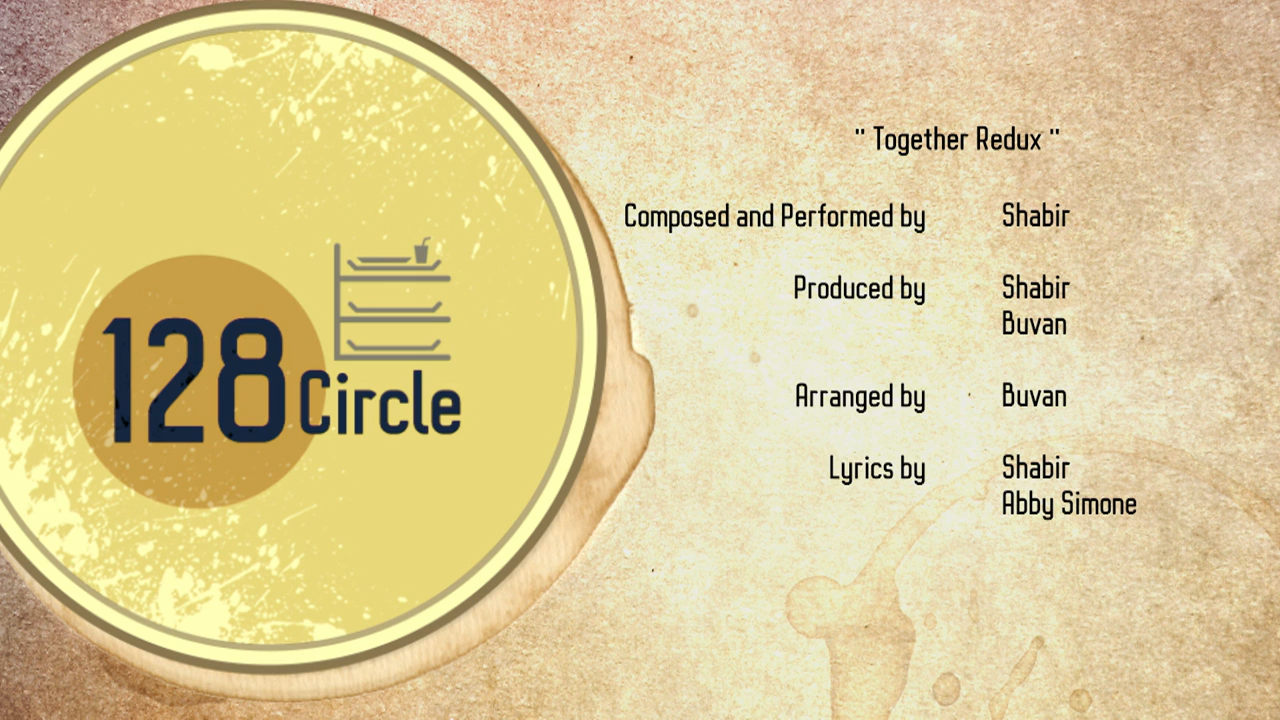 128 Circle
" Together Redux "
Composed and Performed by Shabir
Produced by Shabir
Buvan
Arranged by Buvan
Lyrics by Shabir
Abby Simone